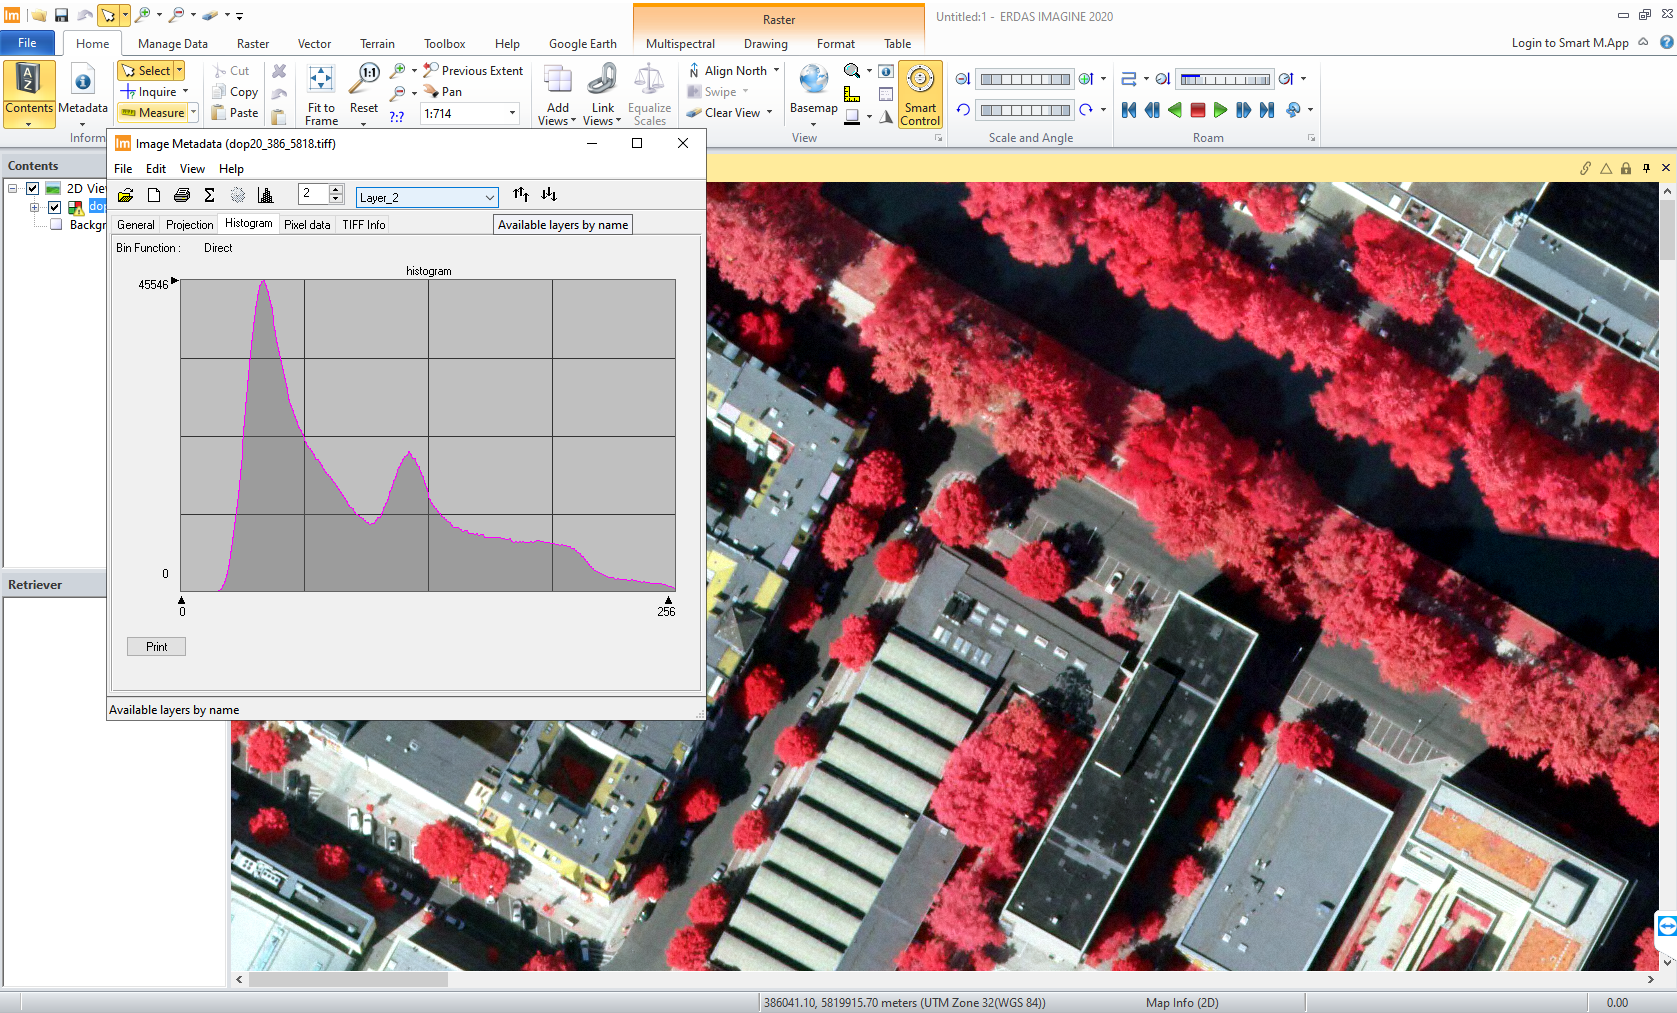 Raster
Untitled:1 - ERDAS IMAGINE 2020
File
Home
Manage Data
Raster
Vector
Terrain
Toolbox
Help
Google Earth
Multispectral
Drawing
Format
Table
Login to Smart M.App
Contents
Metadata
Select
Inquire
Measure
Cut
Copy
Paste
Fit to Frame
1:1
Reset
Previous Extent
Pan
?:?
1:714
Add Views
Link Views
Equalize Scales
Align North
Swipe
Clear View
Basemap
Smart Control
Inform
View
Scale and Angle
Roam
Contents
2D Vie
dop
Backgr
Retriever
Image Metadata (dop20_386_5818.tiff)
File Edit View Help
2
Layer_2
General Projection Histogram Pixel data TIFF Info
Available layers by name
Bin Function : Direct
histogram
45546
0
0
256
Print
Available layers by name
386041.10, 5819915.70 meters (UTM Zone 32(WGS 84))
Map Info (2D)
0.00